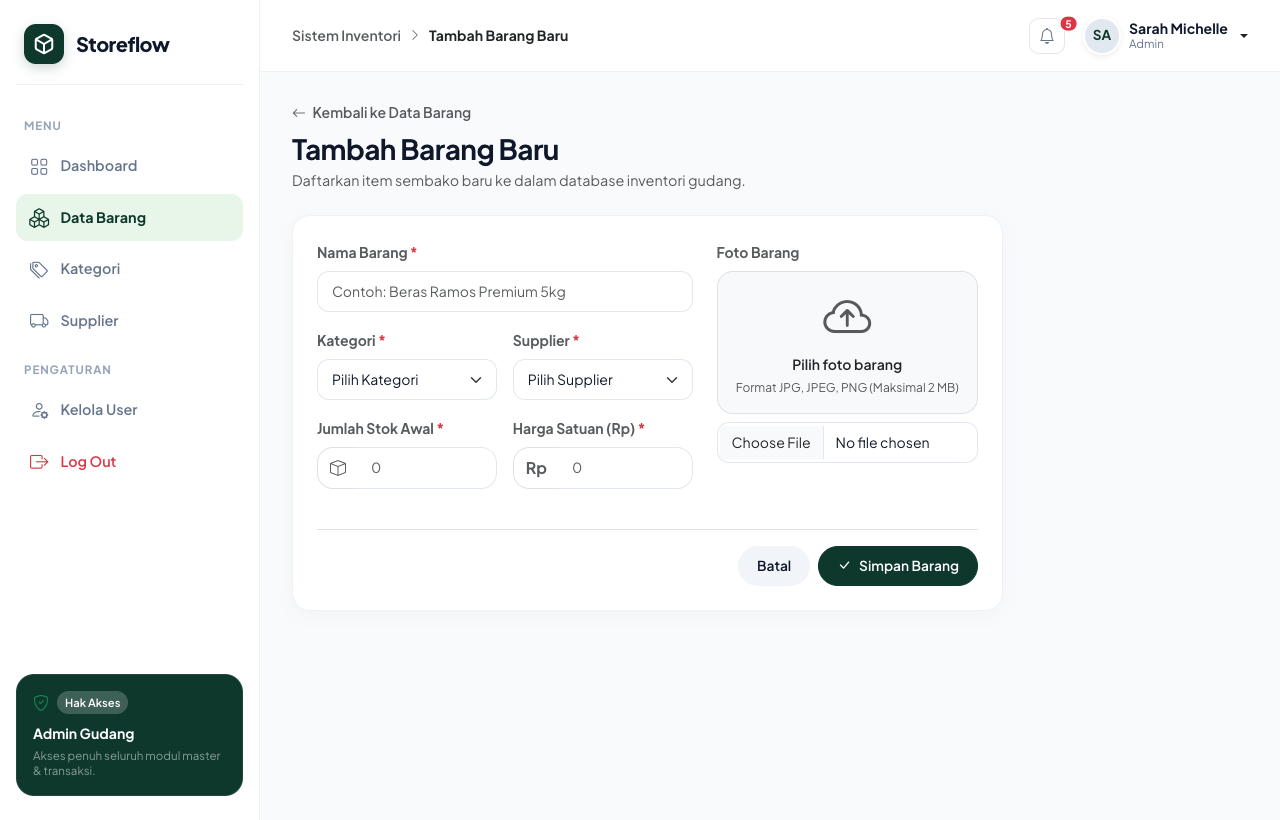 Storeflow
MENU
Dashboard
Data Barang
Kategori
Supplier
PENGATURAN
Kelola User
Log Out
Hak Akses
Admin Gudang
Akses penuh seluruh modul master
& transaksi.
Sistem Inventori > Tambah Barang Baru
5
SA
Sarah Michelle
Admin
← Kembali ke Data Barang
Tambah Barang Baru
Daftarkan item sembako baru ke dalam database inventori gudang.
Nama Barang *
Contoh: Beras Ramos Premium 5kg
Kategori *
Supplier *
Pilih Kategori
Pilih Supplier
Jumlah Stok Awal *
Harga Satuan (Rp) *
0
Rp 0
Foto Barang
Pilih foto barang
Format JPG, JPEG, PNG (Maksimal 2 MB)
Choose File No file chosen
Batal
Simpan Barang